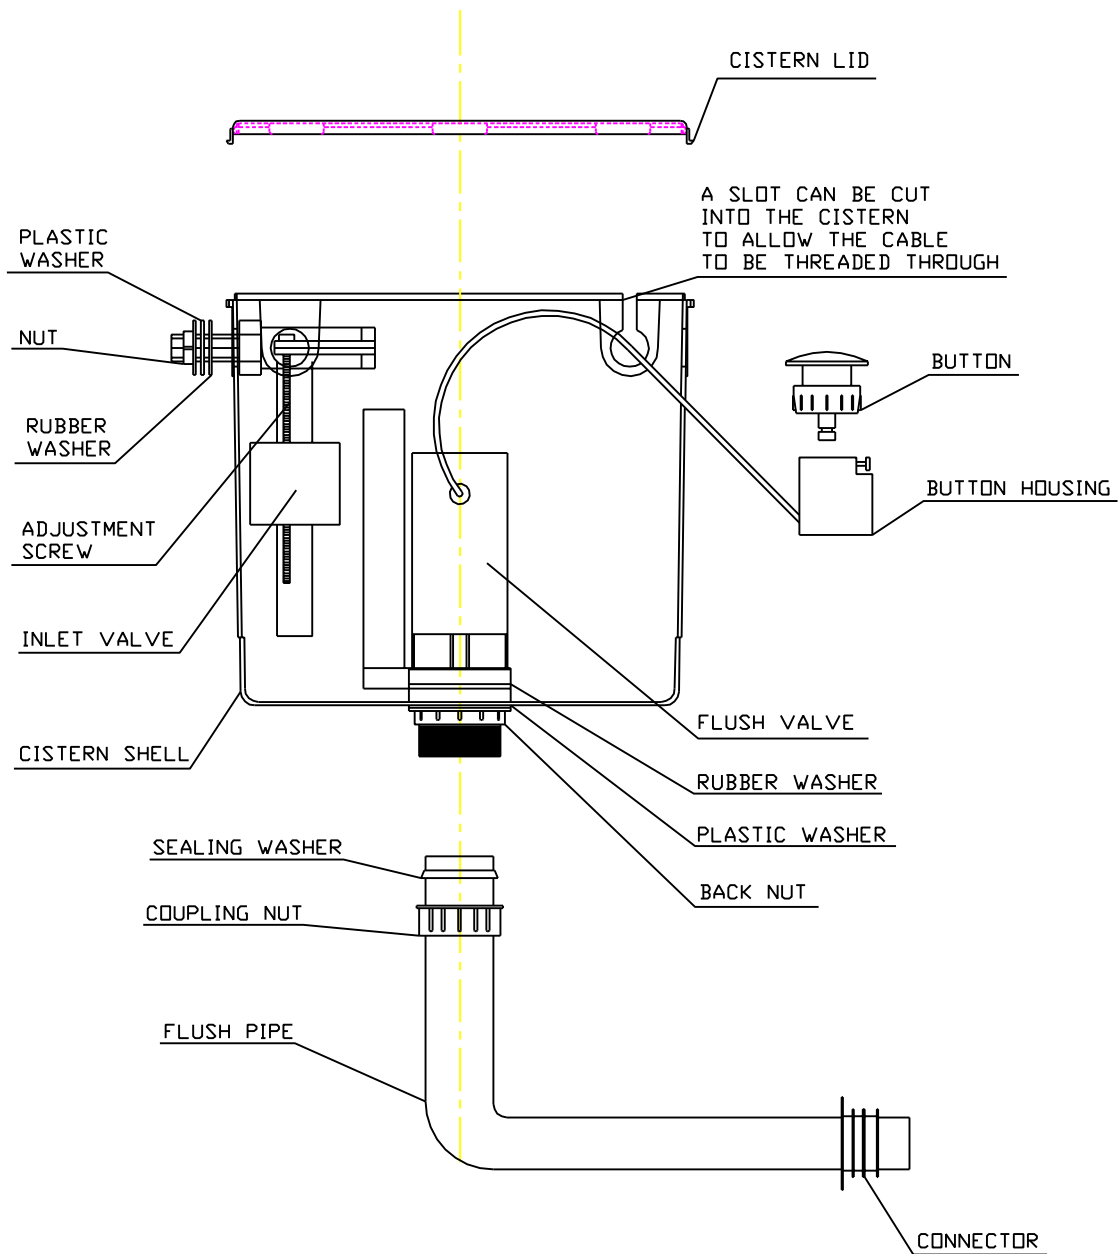 CISTERN LID
A SLOT CAN BE CUT
INTO THE CISTERN
TO ALLOW THE CABLE
TO BE THREADED THROUGH
PLASTIC
WASHER
NUT
RUBBER
WASHER
BUTTON
BUTTON HOUSING
ADJUSTMENT
SCREW
INLET VALVE
FLUSH VALVE
CISTERN SHELL
RUBBER WASHER
PLASTIC WASHER
SEALING WASHER
BACK NUT
COUPLING NUT
FLUSH PIPE
CONNECTOR